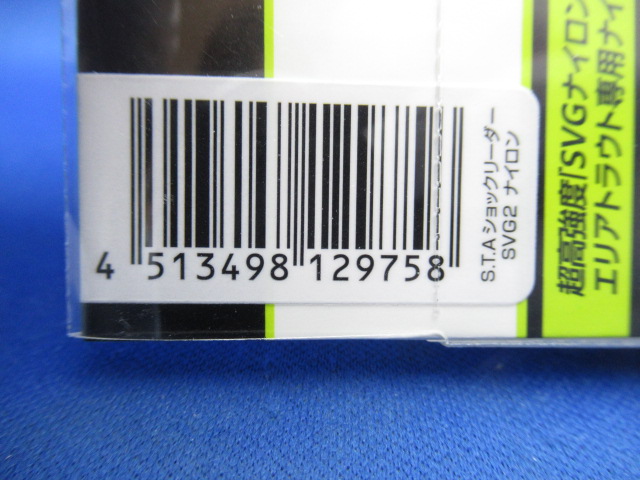 4 513498 129758
S.T.Aショックリーダー
SVG2 ナイロン
超高強度「SVGナイロン
エリアトラウト専用ナイ